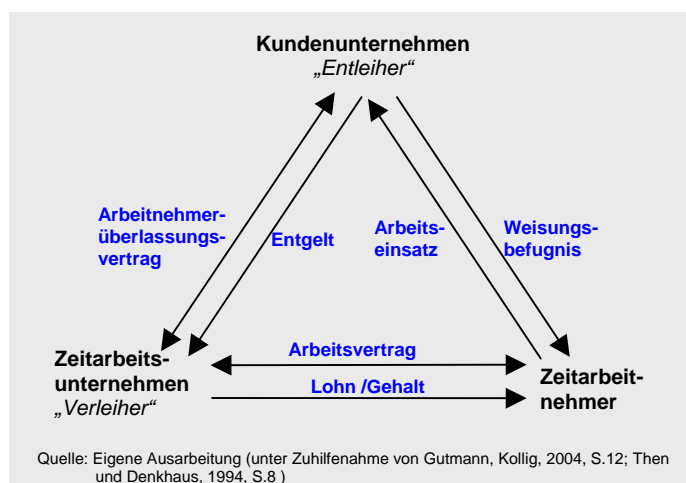 Kundenunternehmen
„Entleiher“
Arbeitnehmer-
überlassungs-
vertrag
Entgelt
Arbeits-
einsatz
Weisungs-
befugnis
Zeitarbeits-
unternehmen
„Verleiher“
Arbeitsvertrag
Lohn /Gehalt
Zeitarbeit-
nehmer
Quelle: Eigene Ausarbeitung (unter Zuhilfenahme von Gutmann, Kollig, 2004, S.12; Then
und Denkhaus, 1994, S.8 )